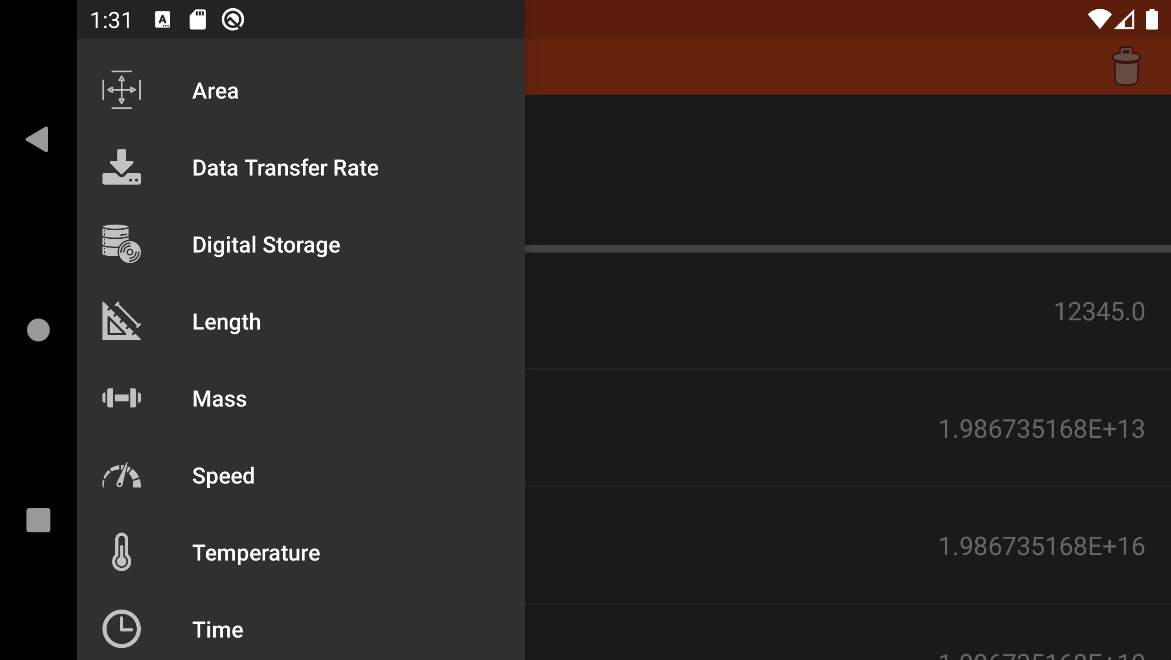 1:31
Area
Data Transfer Rate
Digital Storage
Length
12345.0
Mass
1.986735168E+13
Speed
Temperature
1.986735168E+16
Time